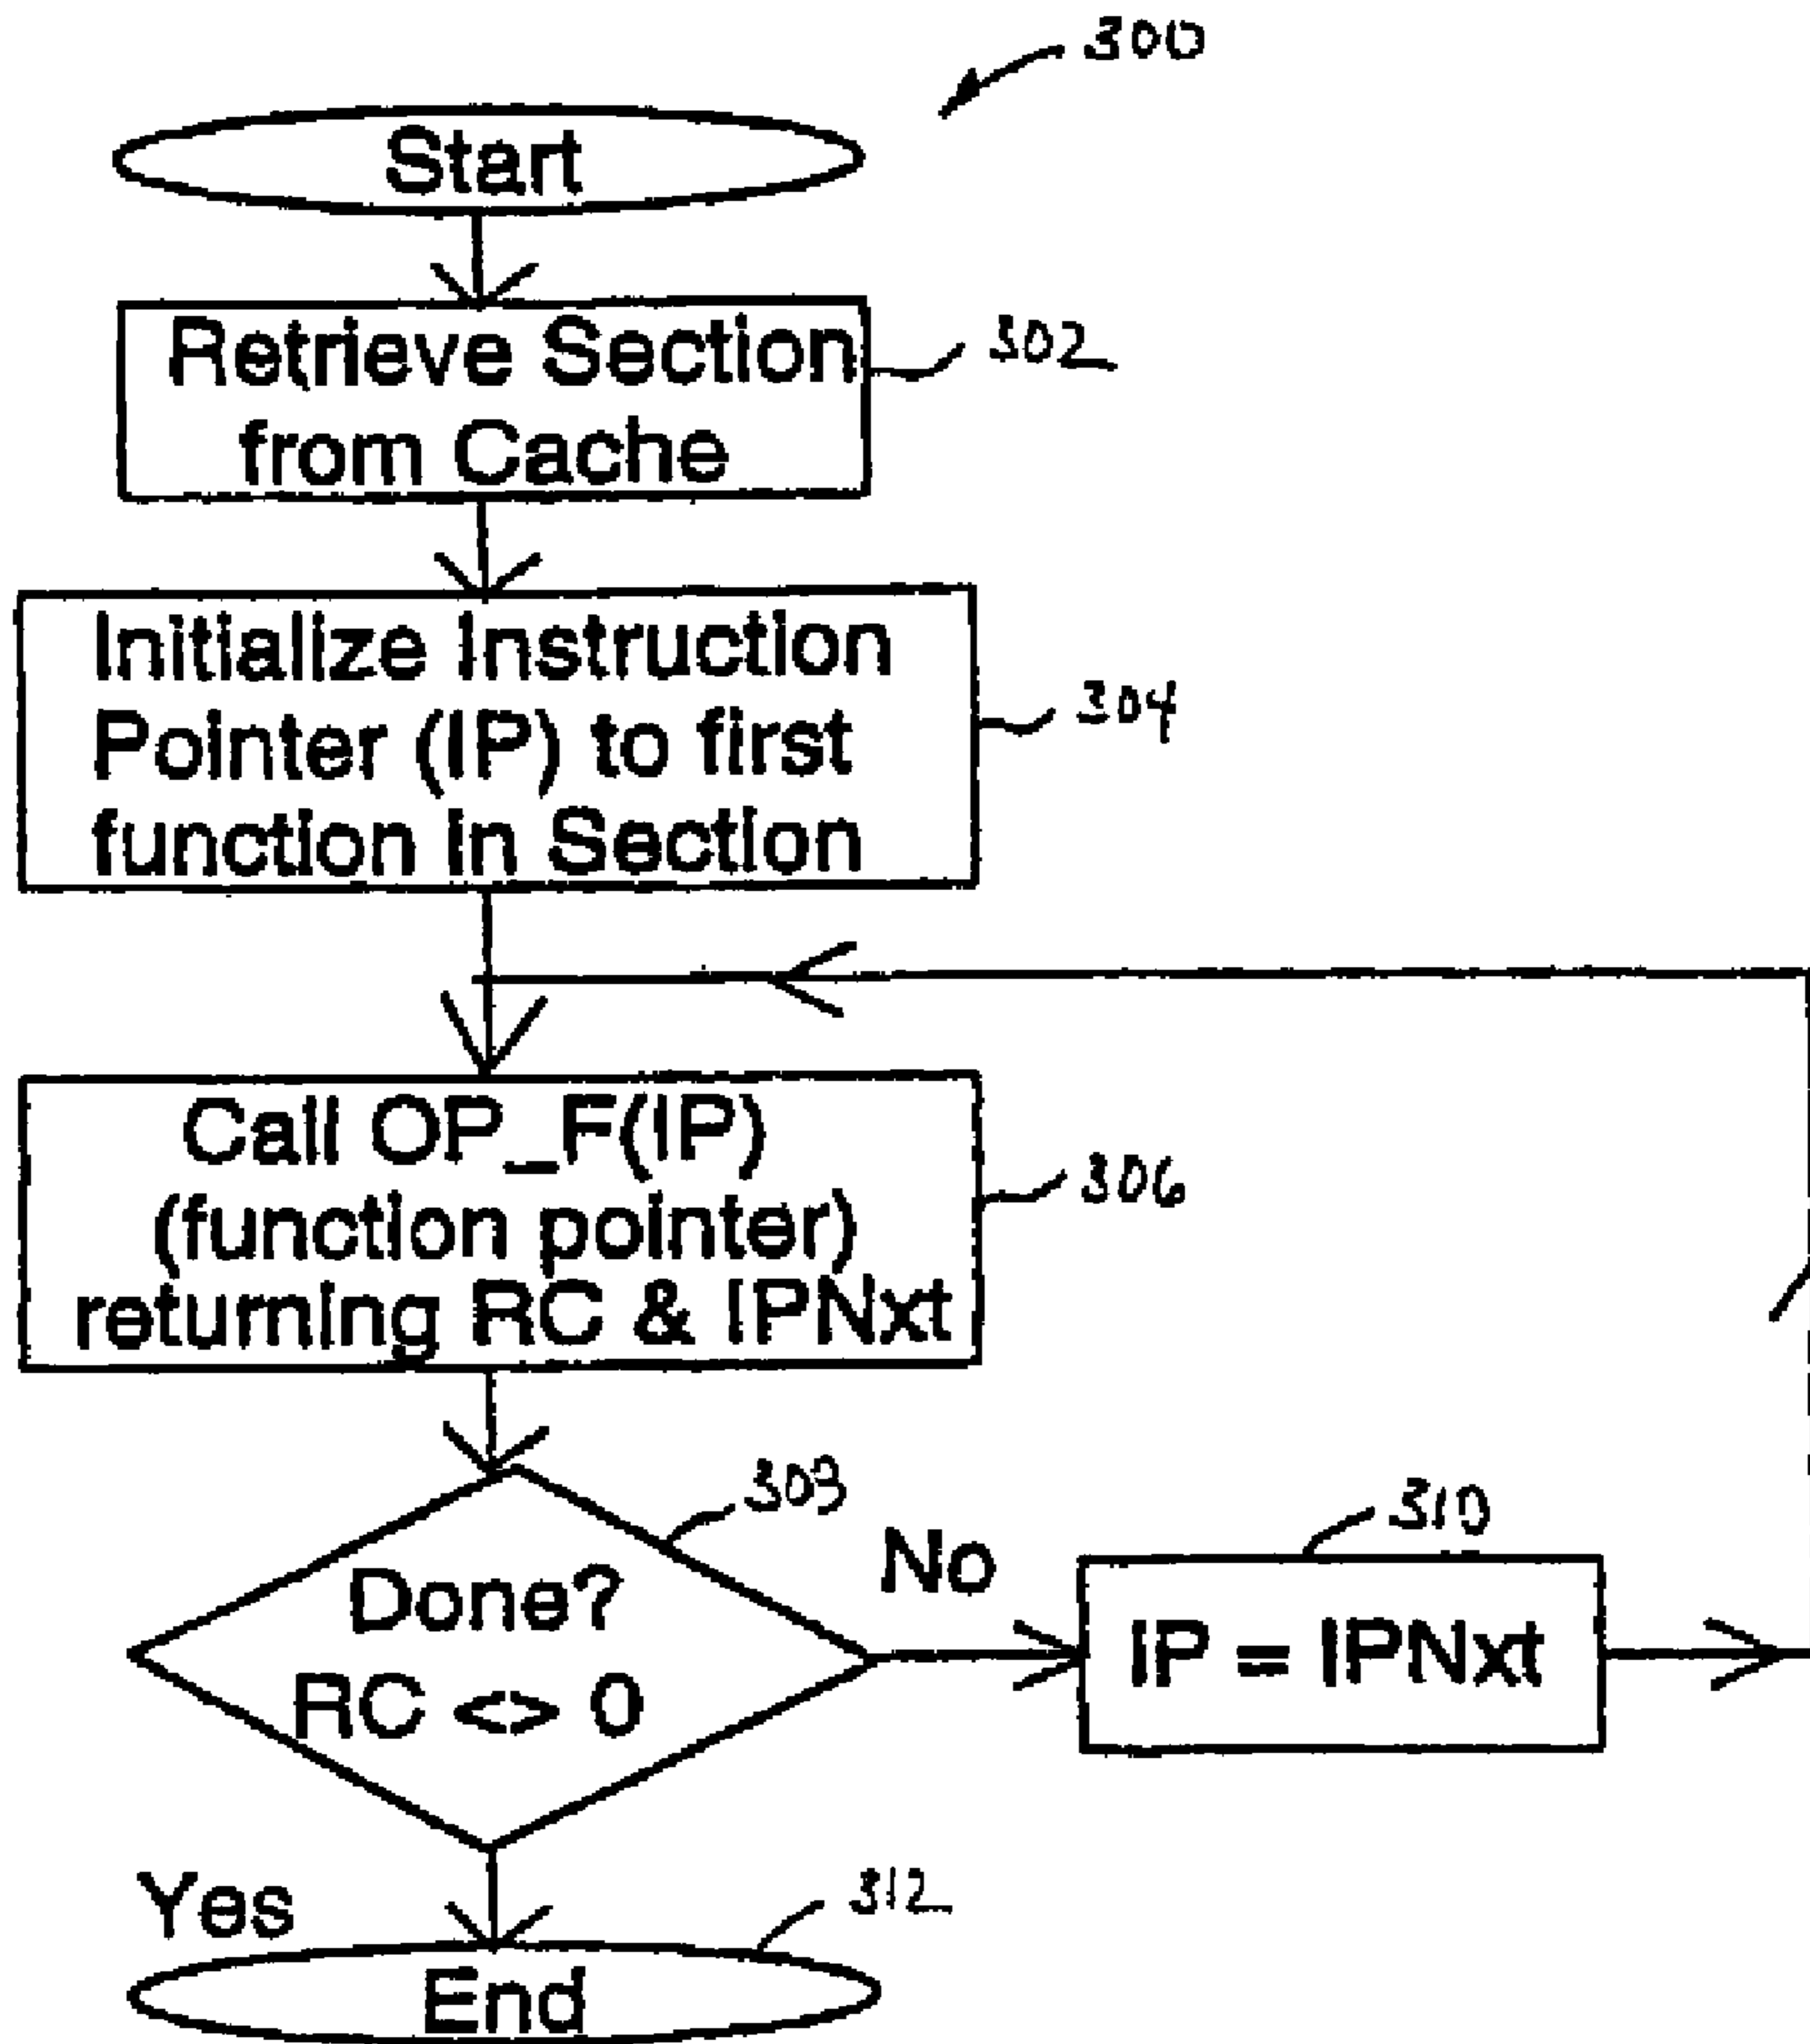 300
Start
Retrieve Section
from Cache
302
Initialize Instruction
Pointer (IP) to first
function in Section
304
Call OP_F(IP)
(function pointer)
returning RC & IPNxt
306
308
Done?
RC <> 0
No
310
IP = IPNxt
Yes
312
End